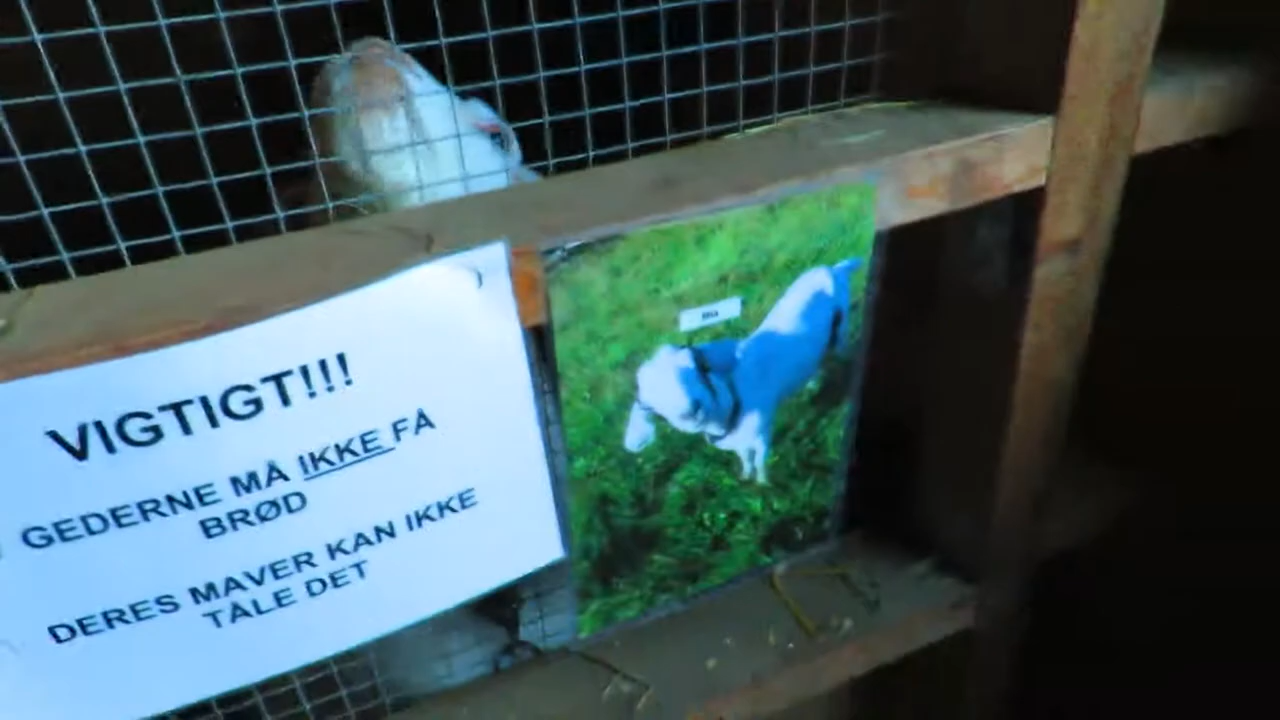 VIGTIGT!!!
GEDERNE MÅ IKKE FÅ
BRØD
DERES MAVER KAN IKKE
TÅLE DET